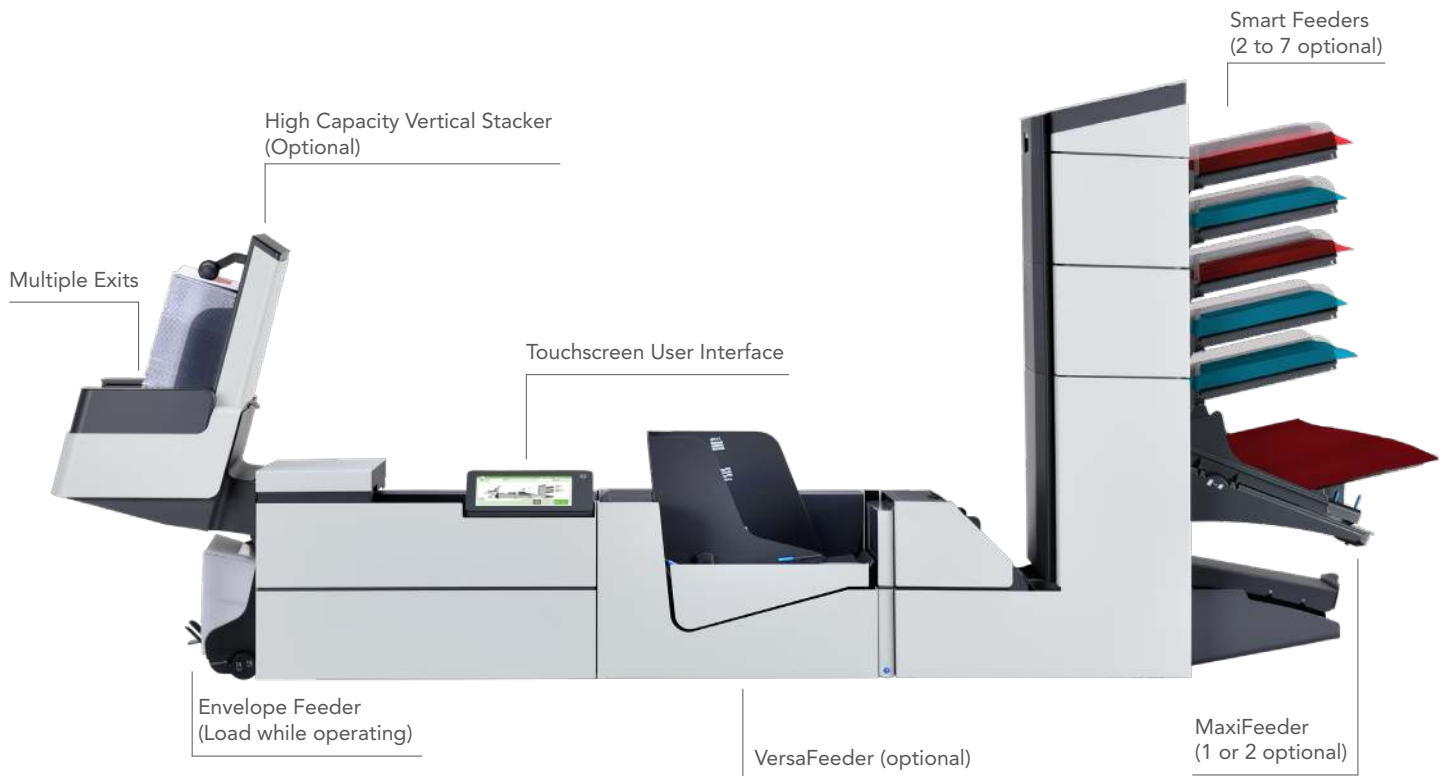 Smart Feeders
(2 to 7 optional)
High Capacity Vertical Stacker
(Optional)
Multiple Exits
Touchscreen User Interface
Envelope Feeder
(Load while operating)
VersaFeeder (optional)
MaxiFeeder
(1 or 2 optional)